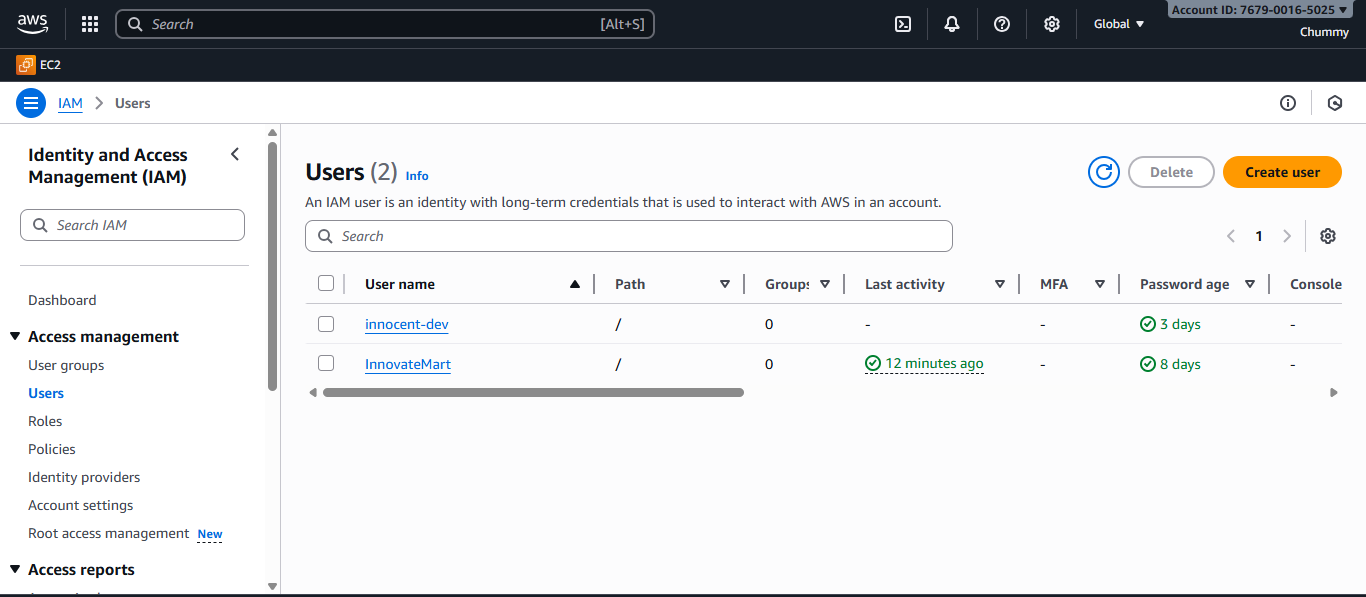 aws
Search [Alt+S]
Global
Account ID: 7679-0016-5025
Chummy
EC2
IAM > Users
Identity and Access Management (IAM)
Search IAM
Dashboard
Access management
User groups
Users
Roles
Policies
Identity providers
Account settings
Root access management New
Access reports
Users (2) Info
Delete
Create user
An IAM user is an identity with long-term credentials that is used to interact with AWS in an account.
Search
1
User name Path Groups Last activity MFA Password age Console
innocent-dev / 0 - - 3 days -
InnovateMart / 0 12 minutes ago - 8 days -